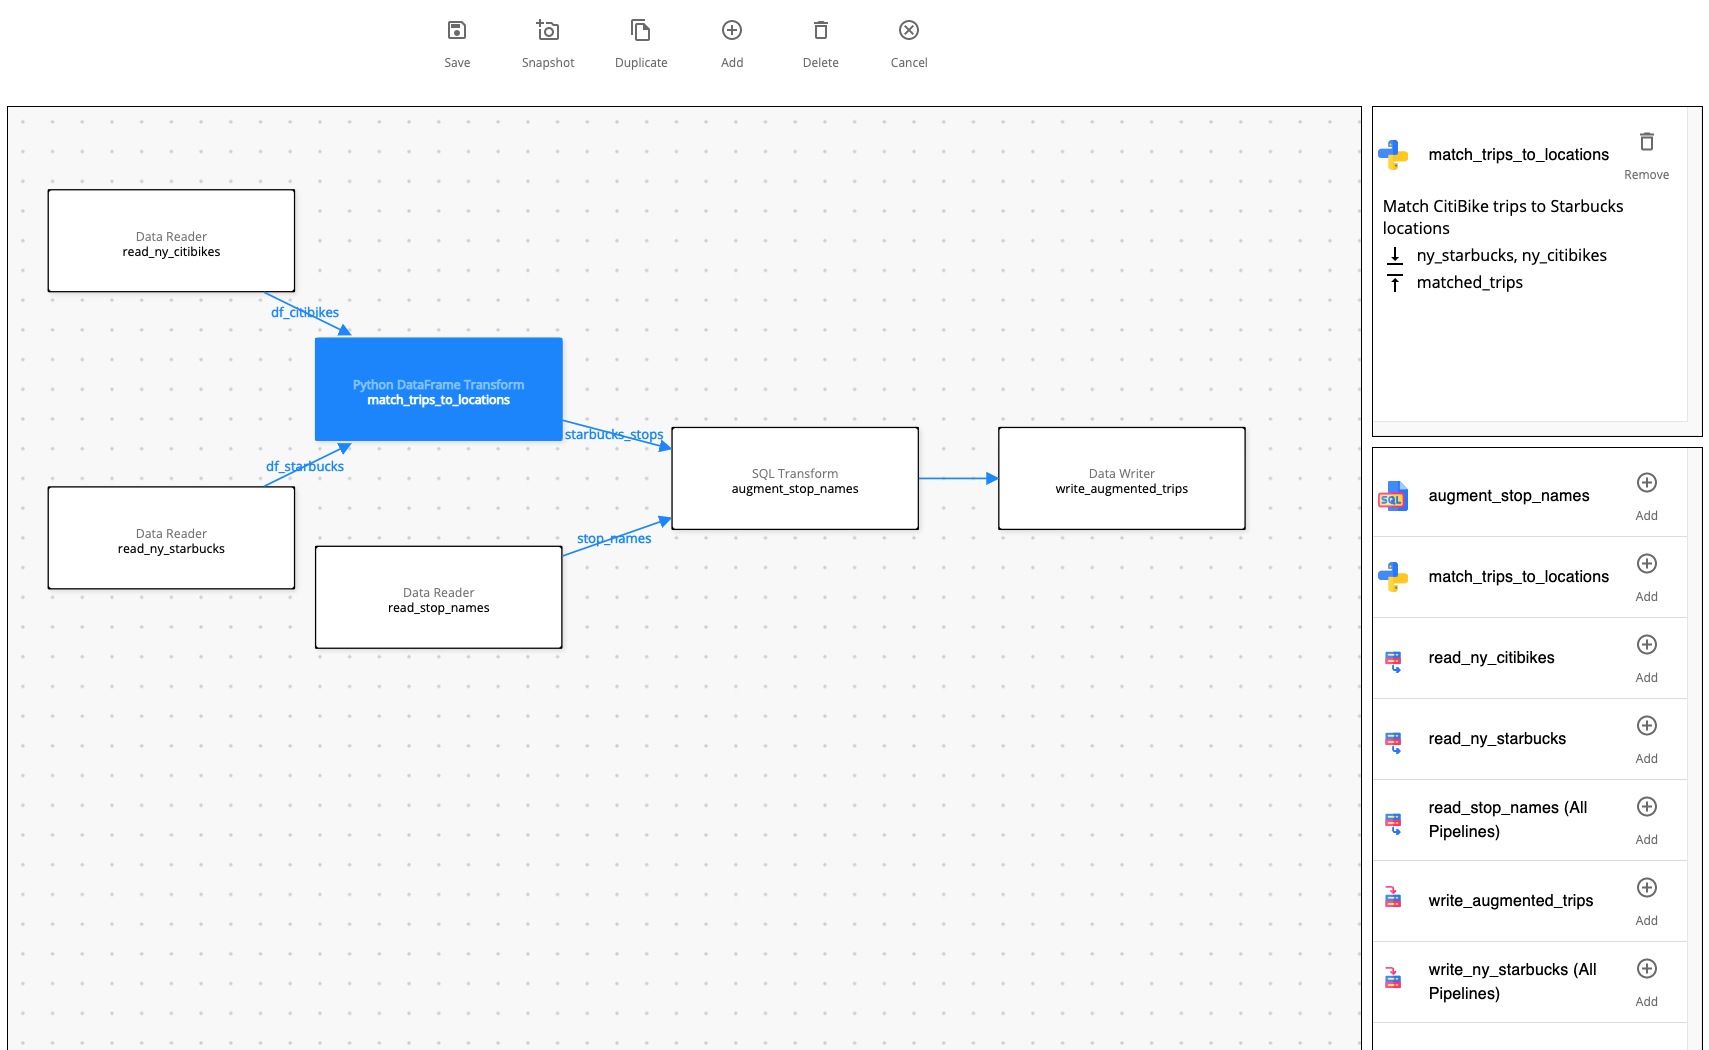 Save
Snapshot
Duplicate
Add
Delete
Cancel
Data Reader
read_ny_citibikes
df_citibikes
Python DataFrame Transform
match_trips_to_locations
starbucks_stops
df_starbucks
Data Reader
read_ny_starbucks
SQL Transform
augment_stop_names
Data Writer
write_augmented_trips
stop_names
Data Reader
read_stop_names
match_trips_to_locations
Remove
Match CitiBike trips to Starbucks
locations
ny_starbucks, ny_citibikes
matched_trips
SQL
augment_stop_names
Add
match_trips_to_locations
Add
read_ny_citibikes
Add
read_ny_starbucks
Add
read_stop_names (All
Pipelines)
Add
write_augmented_trips
Add
write_ny_starbucks (All
Pipelines)
Add